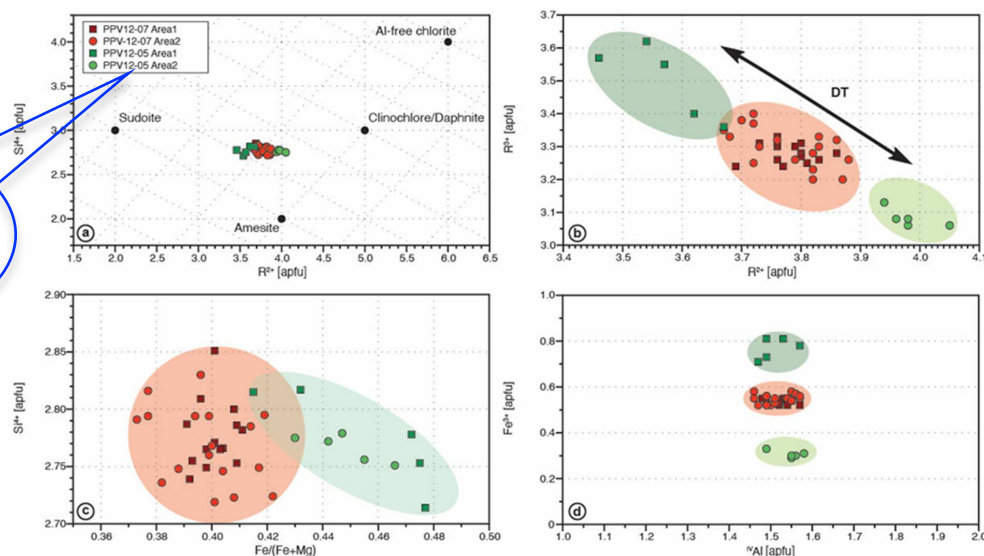 PPV12-07 Area1
PPV-12-07 Area2
PPV12-05 Area1
PPV12-05 Area2
Al-free chlorite
Sudoite
Clinochlore/Daphnite
Amesite
4.0
3.5
3.0
2.5
2.0
Si⁴⁺ [apfu]
1.5 2.0 2.5 3.0 3.5 4.0 4.5 5.0 5.5 6.0 6.5
R²⁺ [apfu]
a
3.7
3.6
3.5
3.4
3.3
3.2
3.1
3.0
R³⁺ [apfu]
DT
3.4 3.5 3.6 3.7 3.8 3.9 4.0 4.1
R²⁺ [apfu]
b
2.90
2.85
2.80
2.75
2.70
Si⁴⁺ [apfu]
0.36 0.38 0.40 0.42 0.44 0.46 0.48 0.50
Fe/(Fe+Mg)
c
1.0
0.8
0.6
0.4
0.2
0
Fe³⁺ [apfu]
1.0 1.1 1.2 1.3 1.4 1.5 1.6 1.7 1.8 1.9 2.0
ᴵⱽAl [apfu]
d